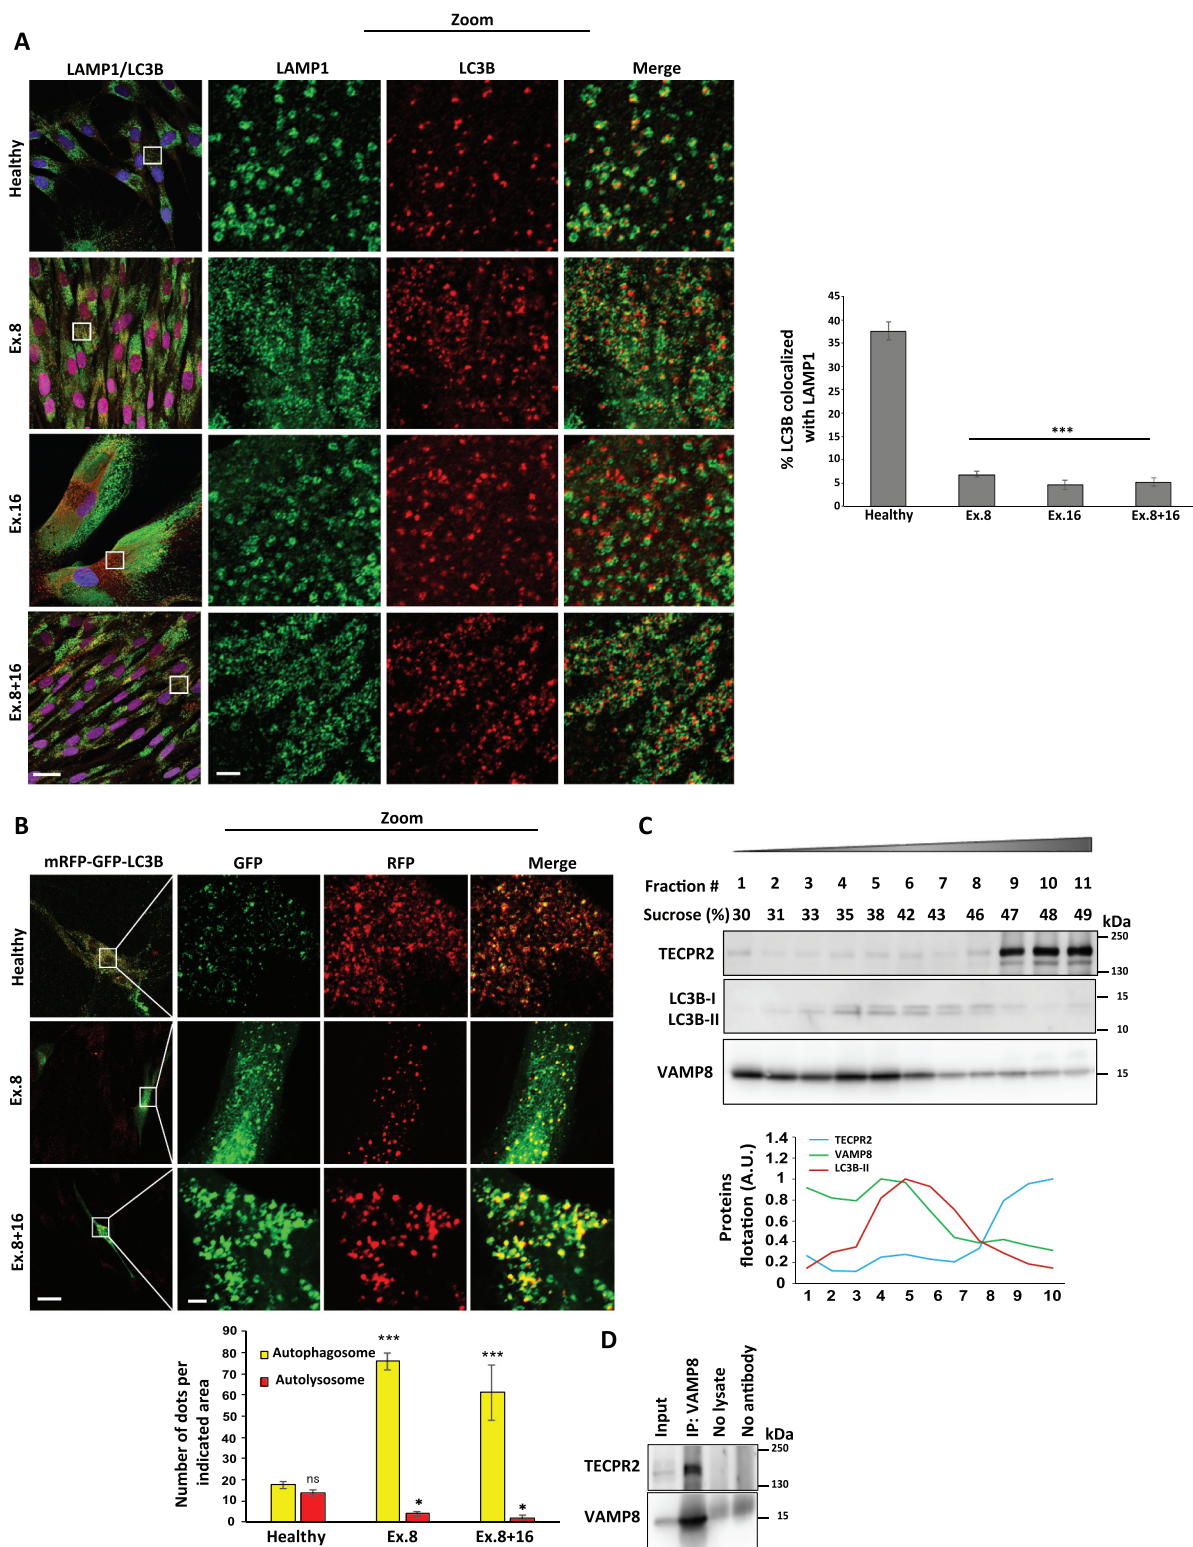 A
Zoom
LAMP1/LC3B LAMP1 LC3B Merge
Healthy
Ex.8
Ex.16
Ex.8+16
% LC3B colocalized
with LAMP1
45
40
35
30
25
20
15
10
5
0
***
Healthy Ex.8 Ex.16 Ex.8+16
B
Zoom
mRFP-GFP-LC3B GFP RFP Merge
Healthy
Ex.8
Ex.8+16
Number of dots per
indicated area
90
80
70
60
50
40
30
20
10
0
Autophagosome
Autolysosome
ns
***
*
***
*
Healthy Ex.8 Ex.8+16
C
Fraction # 1 2 3 4 5 6 7 8 9 10 11
Sucrose (%) 30 31 33 35 38 42 43 46 47 48 49 kDa
TECPR2
250
130
LC3B-I
LC3B-II
15
10
VAMP8
15
Proteins
flotation (A.U.)
1.4
1.2
1
0.8
0.6
0.4
0.2
0
TECPR2
VAMP8
LC3B-II
1 2 3 4 5 6 7 8 9 10
D
Input
IP: VAMP8
No lysate
No antibody
kDa
TECPR2
250
130
VAMP8
15